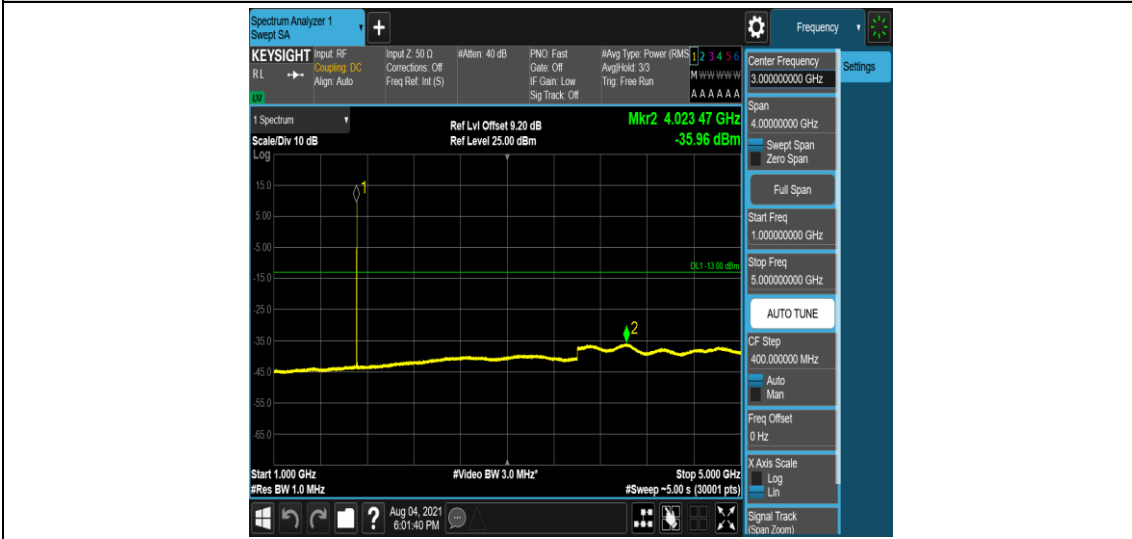 Spectrum Analyzer 1
Swept SA
+
Frequency
KEYSIGHT
RL
LXI
Input: RF
Coupling: DC
Align: Auto
Input Z: 50 Ω
Corrections: Off
Freq Ref: Int (S)
#Atten: 40 dB
PNO: Fast
Gate: Off
IF Gain: Low
Sig Track: Off
#Avg Type: Power (RMS
Avg|Hold: 3/3
Trig: Free Run
1 2 3 4 5 6
M W W W W W
A A A A A A
1 Spectrum
Scale/Div 10 dB
Log
Ref Lvl Offset 9.20 dB
Ref Level 25.00 dBm
Mkr2 4.023 47 GHz
-35.96 dBm
15.0
5.00
-5.00
-15.0
-25.0
-35.0
-45.0
-55.0
-65.0
1
DL1 -13.00 dBm
2
Start 1.000 GHz
#Res BW 1.0 MHz
#Video BW 3.0 MHz*
Stop 5.000 GHz
#Sweep ~5.00 s (30001 pts)
?
Aug 04, 2021
6:01:40 PM
Center Frequency
3.000000000 GHz
Settings
Span
4.00000000 GHz
Swept Span
Zero Span
Full Span
Start Freq
1.000000000 GHz
Stop Freq
5.000000000 GHz
AUTO TUNE
CF Step
400.000000 MHz
Auto
Man
Freq Offset
0 Hz
X Axis Scale
Log
Lin
Signal Track
(Span Zoom)